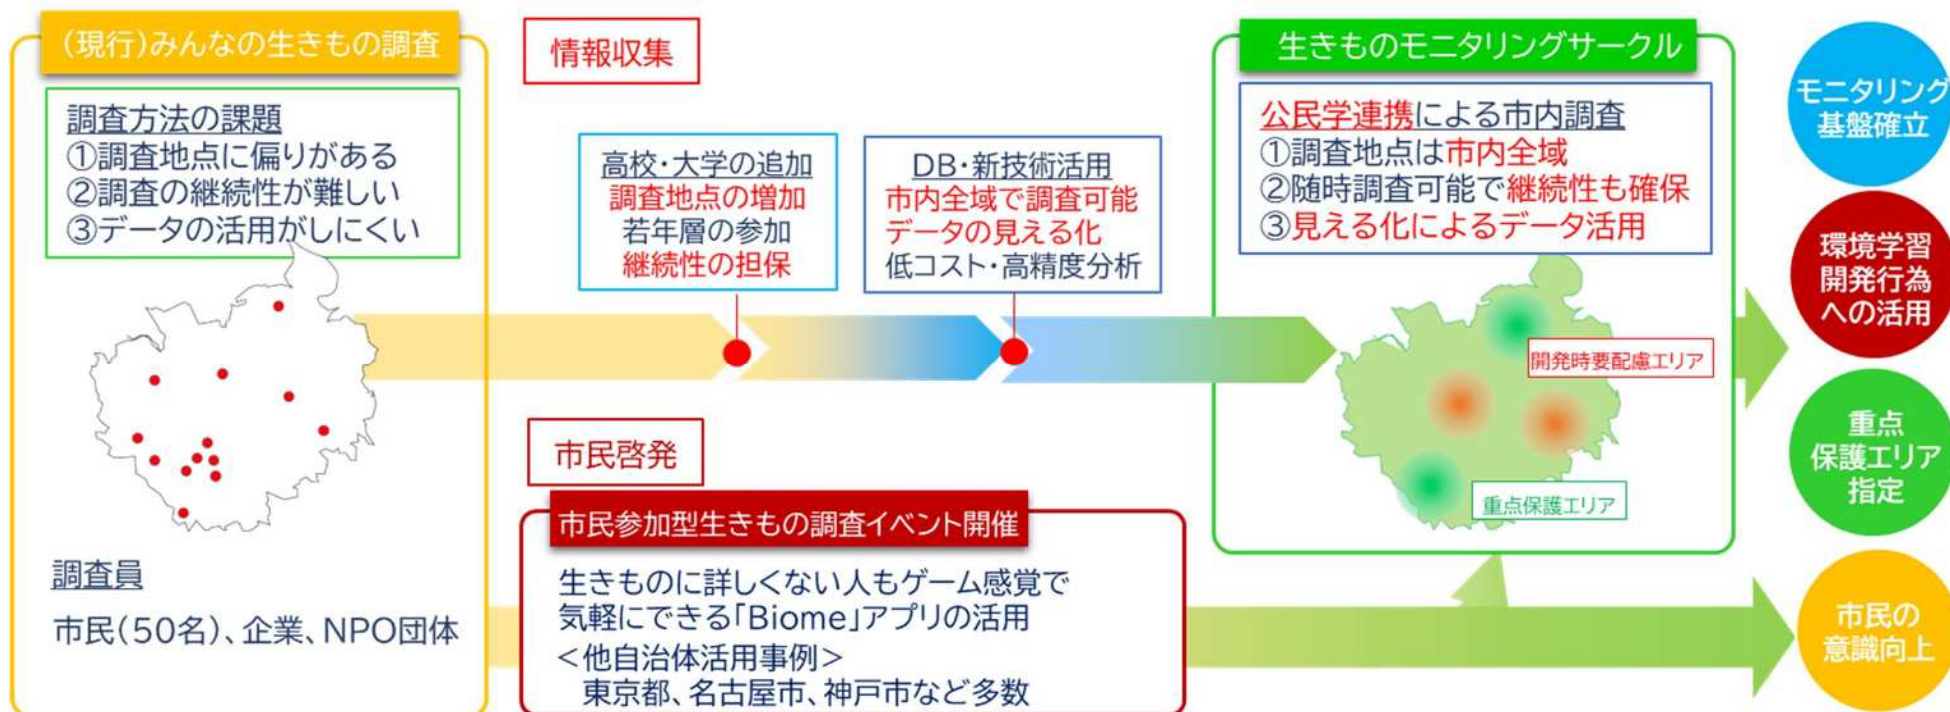 (現行)みんなの生きもの調査
調査方法の課題
①調査地点に偏りがある
②調査の継続性が難しい
③データの活用がしにくい
調査員
市民(50名)、企業、NPO団体
情報収集
高校・大学の追加
調査地点の増加
若年層の参加
継続性の担保
DB・新技術活用
市内全域で調査可能
データの見える化
低コスト・高精度分析
市民啓発
市民参加型生きもの調査イベント開催
生きものに詳しくない人もゲーム感覚で
気軽にできる「Biome」アプリの活用
<他自治体活用事例>
東京都、名古屋市、神戸市など多数
生きものモニタリングサークル
公民学連携による市内調査
①調査地点は市内全域
②随時調査可能で継続性も確保
③見える化によるデータ活用
開発時要配慮エリア
重点保護エリア
モニタリング
基盤確立
環境学習
開発行為
への活用
重点
保護エリア
指定
市民の
意識向上